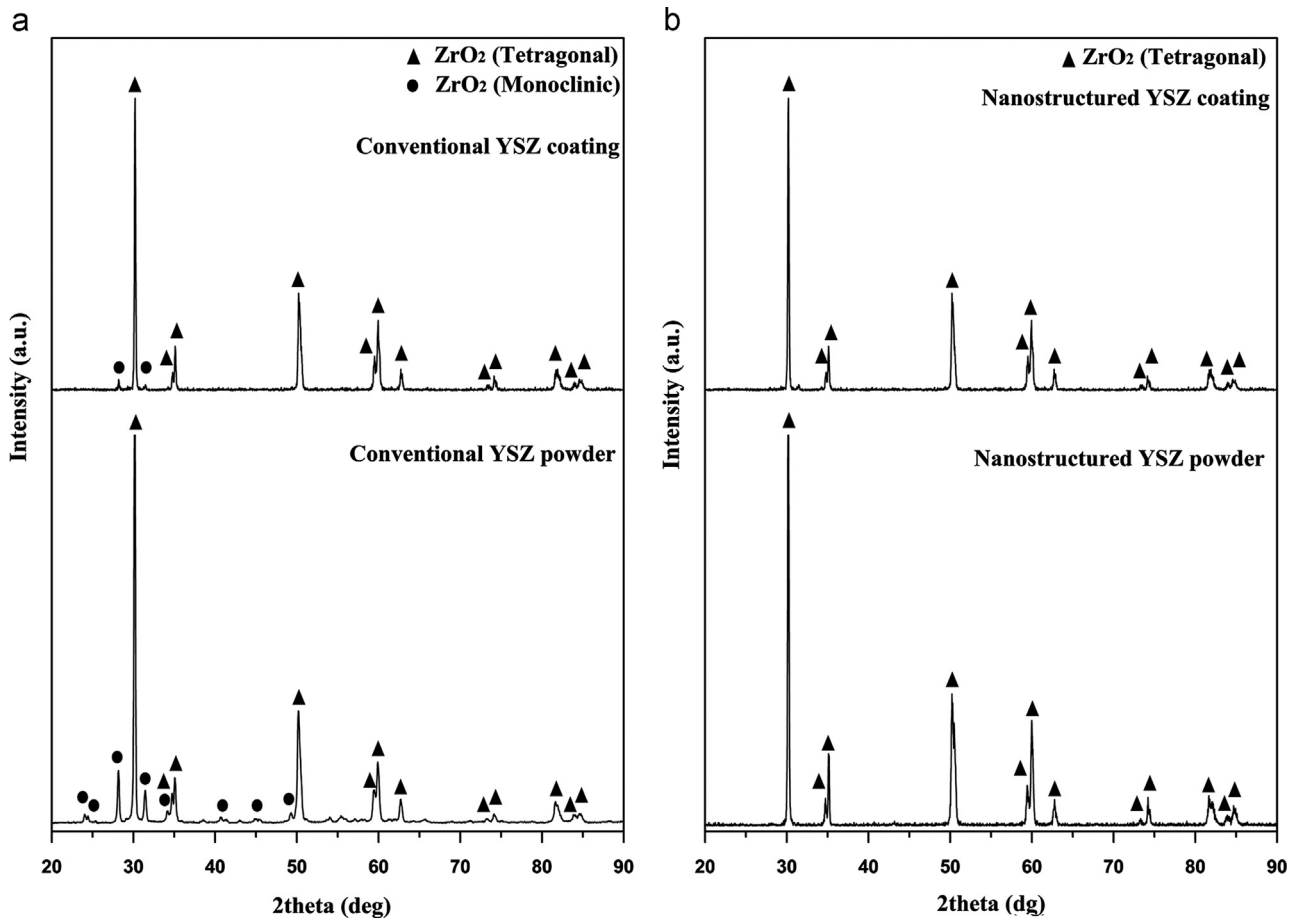 a
▲ ZrO₂ (Tetragonal)
● ZrO₂ (Monoclinic)
Conventional YSZ coating
Conventional YSZ powder
Intensity (a.u.)
20 30 40 50 60 70 80 90
2theta (deg)
b
▲ ZrO₂ (Tetragonal)
Nanostructured YSZ coating
Nanostructured YSZ powder
Intensity (a.u.)
20 30 40 50 60 70 80 90
2theta (dg)